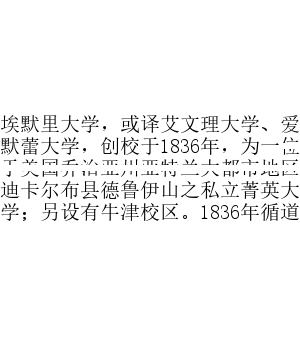 埃默里大学，或译艾文理大学、爱
默蕾大学，创校于1836年，为一位
于美国乔治亚州亚特兰大都市地区
迪卡尔布县德鲁伊山之私立菁英大
学；另设有牛津校区。1836年循道